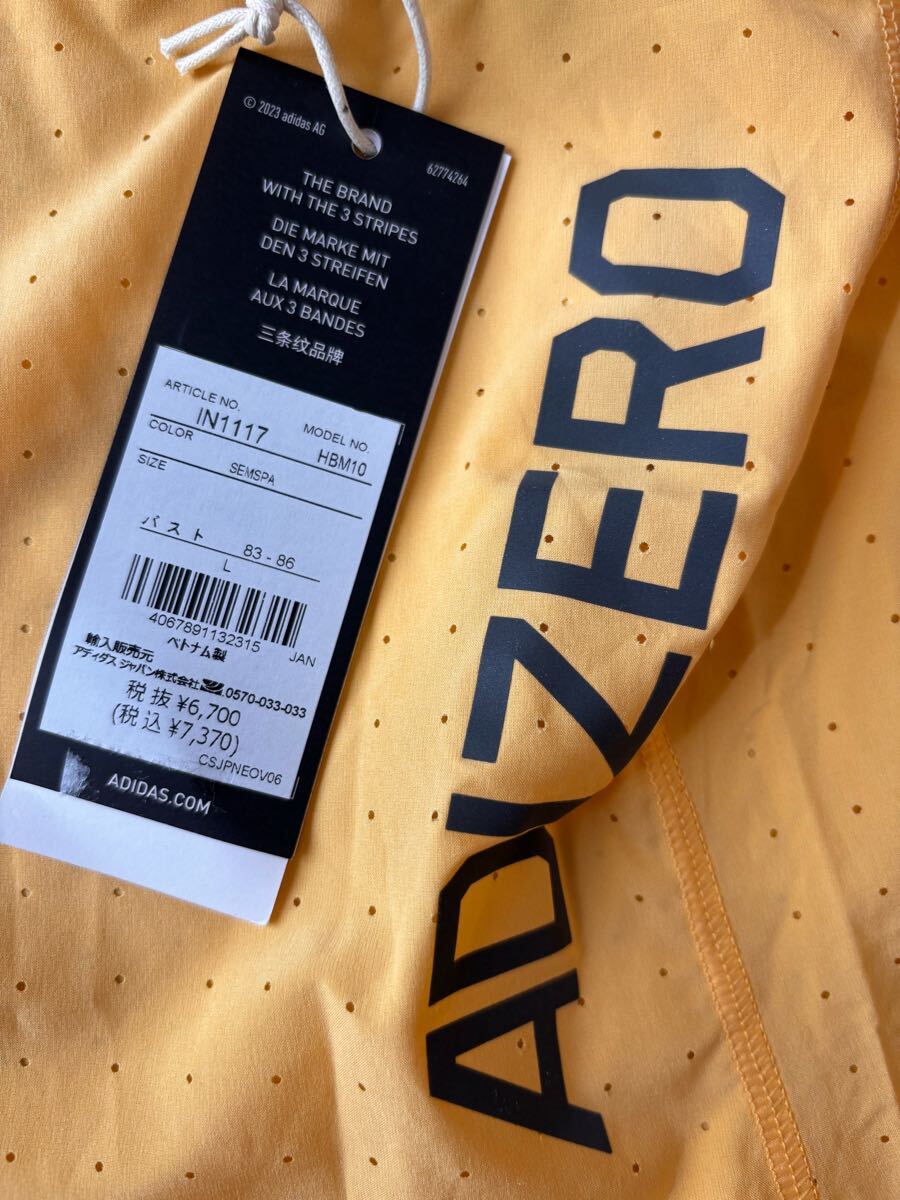 © 2023 adidas AG
62774264
THE BRAND
WITH THE 3 STRIPES
DIE MARKE MIT
DEN 3 STREIFEN
LA MARQUE
AUX 3 BANDES
三条纹品牌
ARTICLE NO. MODEL NO.
IN1117 HBM10
COLOR
SEMSPA
SIZE
バスト 83 - 86
L
4067891132315 JAN
ベトナム製
輸入販売元
アディダス ジャパン株式会社 0570-033-033
税抜 ¥6,700
(税込 ¥7,370)
CSJPNEOV06
ADIDAS.COM
ADIZERO